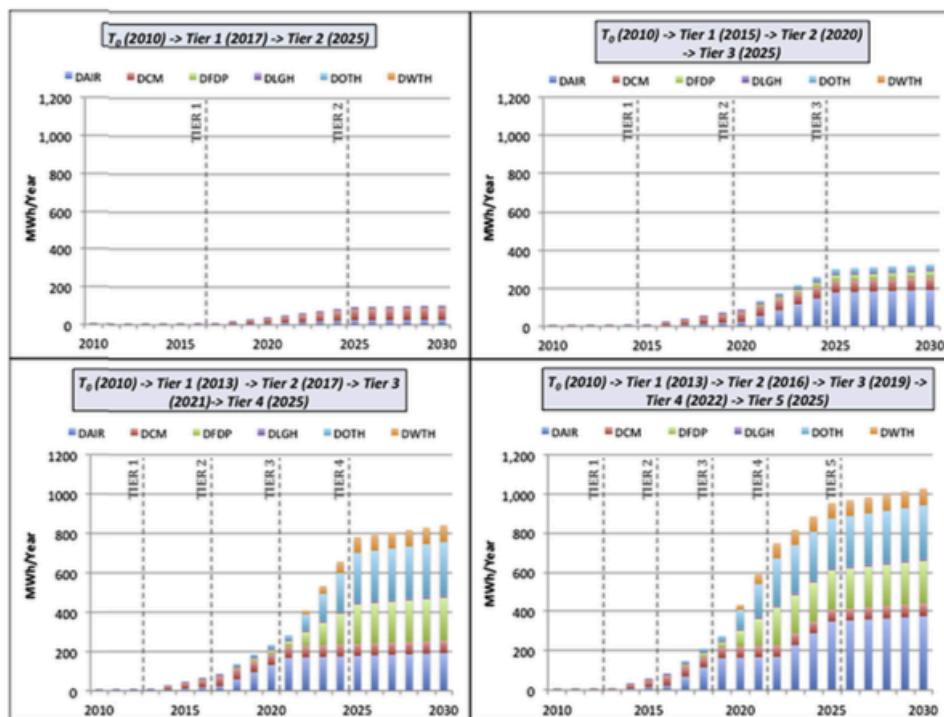 T₀ (2010) -> Tier 1 (2017) -> Tier 2 (2025)
DAIR DCM DFDP DLGH DOTH DWTH
MWh/Year
1,200
1,000
800
600
400
200
0
TIER 1
TIER 2
2010 2015 2020 2025 2030
T₀ (2010) -> Tier 1 (2015) -> Tier 2 (2020)
-> Tier 3 (2025)
DAIR DCM DFDP DLGH DOTH DWTH
MWh/Year
1,200
1,000
800
600
400
200
0
TIER 1
TIER 2
TIER 3
2010 2015 2020 2025 2030
T₀ (2010) -> Tier 1 (2013) -> Tier 2 (2017) -> Tier 3
(2021)-> Tier 4 (2025)
DAIR DCM DFDP DLGH DOTH DWTH
MWh/Year
1200
1000
800
600
400
200
0
TIER 1
TIER 2
TIER 3
TIER 4
2010 2015 2020 2025 2030
T₀ (2010) -> Tier 1 (2013) -> Tier 2 (2016) -> Tier 3 (2019) ->
Tier 4 (2022) -> Tier 5 (2025)
DAIR DCM DFDP DLGH DOTH DWTH
MWh/Year
1,200
1,000
800
600
400
200
0
TIER 1
TIER 2
TIER 3
TIER 4
TIER 5
2010 2015 2020 2025 2030